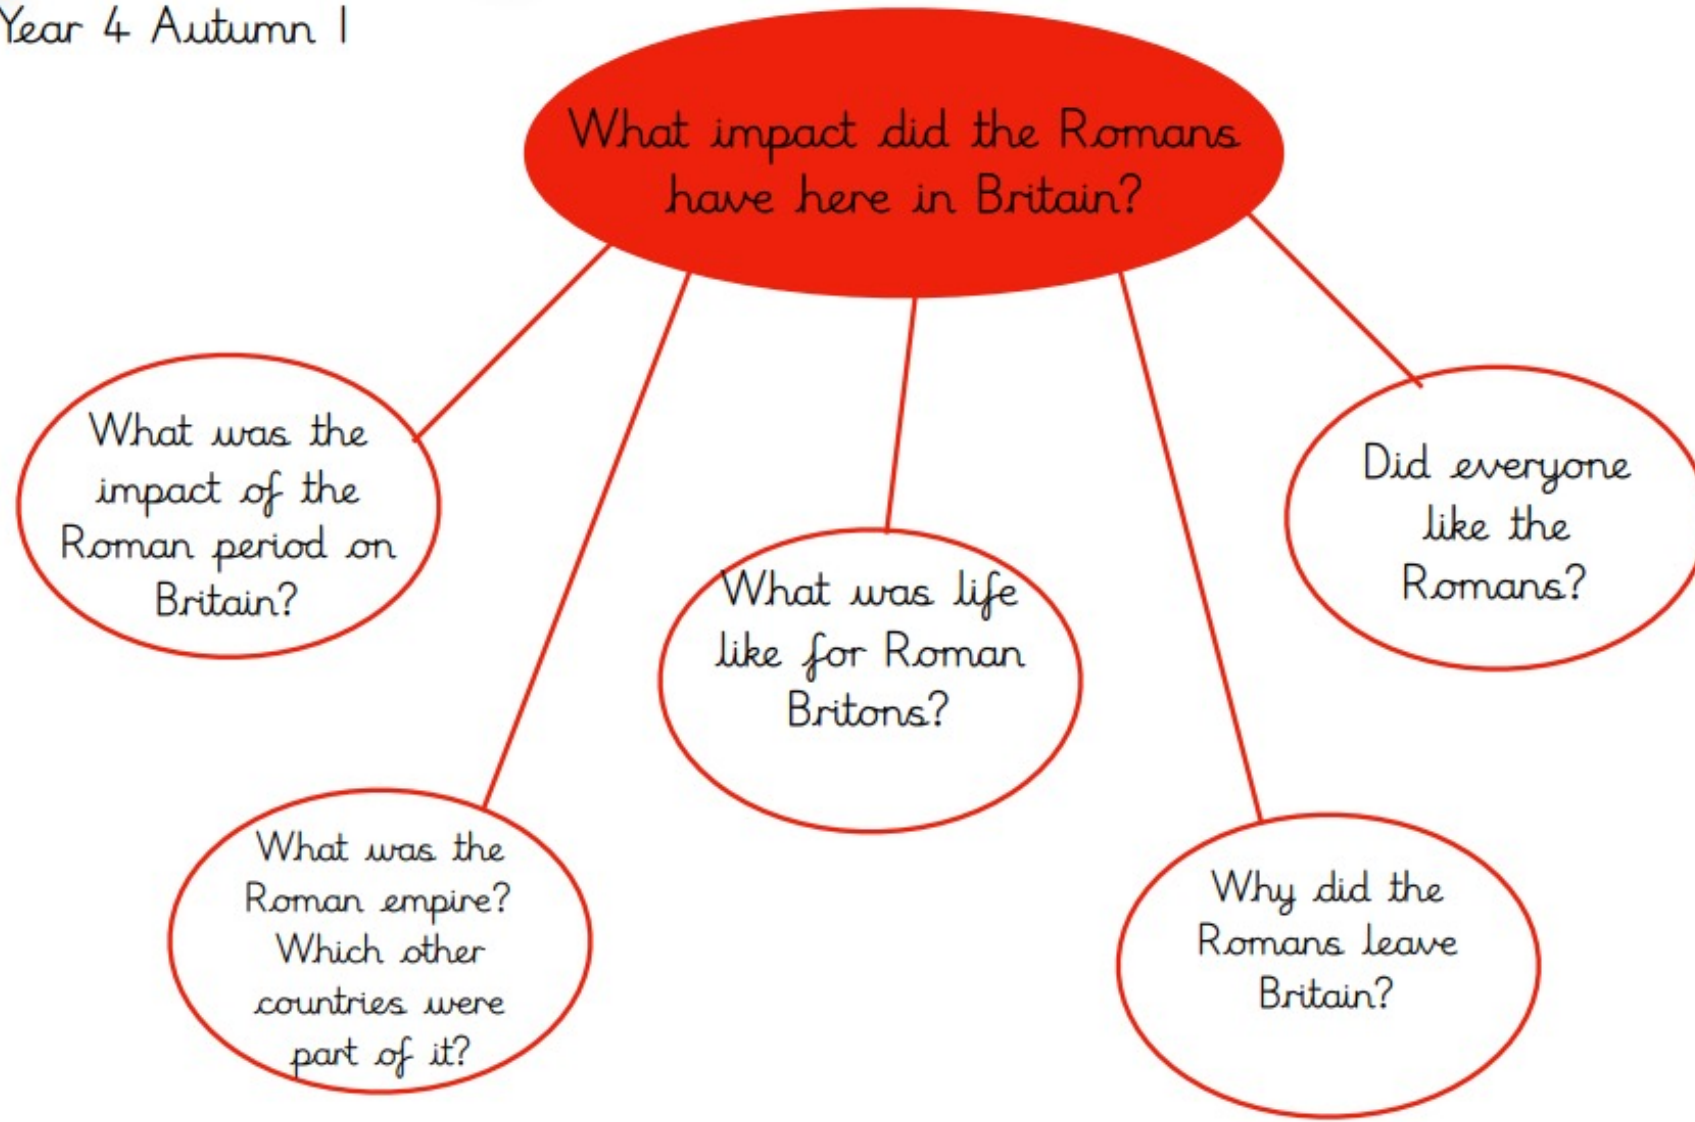 Year 4 Autumn 1
What impact did the Romans
have here in Britain?
What was the
impact of the
Roman period on
Britain?
What was the
Roman empire?
Which other
countries were
part of it?
What was life
like for Roman
Britons?
Why did the
Romans leave
Britain?
Did everyone
like the
Romans?